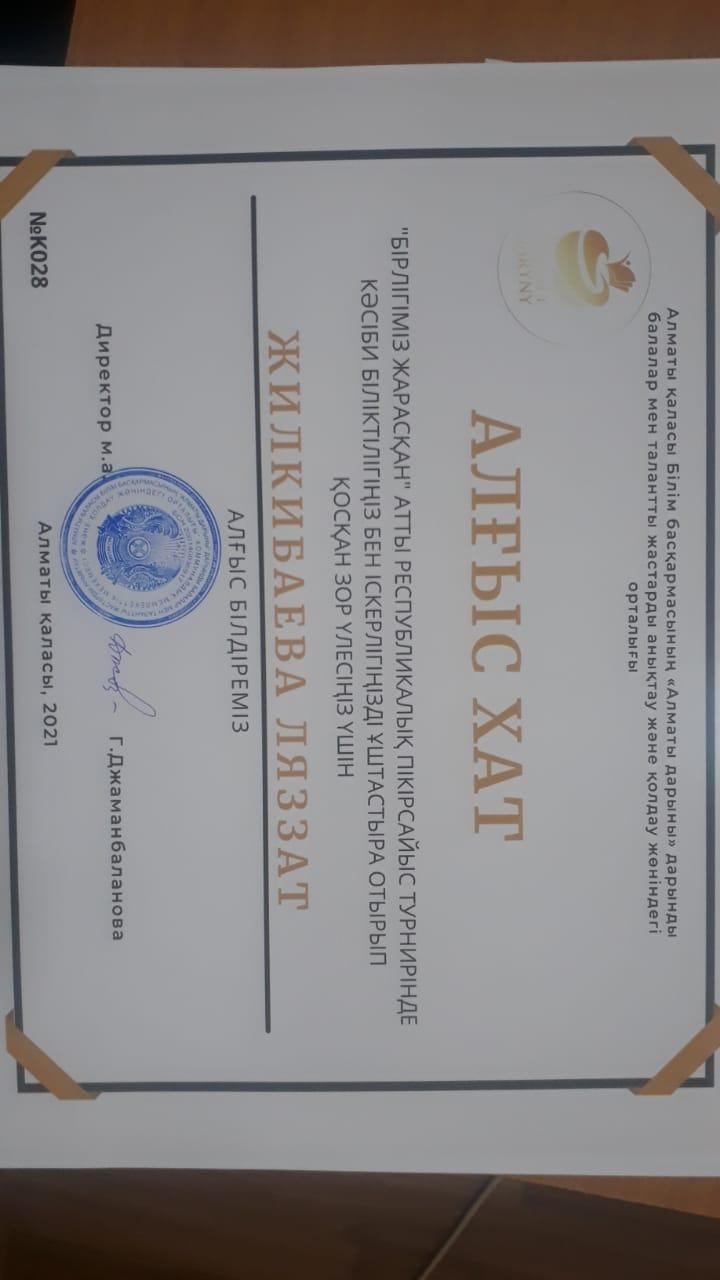 Алматы қаласы Білім басқармасының «Алматы дарыны» дарынды
балалар мен талантты жастарды анықтау және қолдау жөніндегі
орталығы
АЛҒЫС ХАТ
"БІРЛІГІМІЗ ЖАРАСҚАН" АТТЫ РЕСПУБЛИКАЛЫҚ ПІКІРСАЙЫС ТУРНИРІНДЕ
КӘСІБИ БІЛІКТІЛІГІҢІЗ БЕН ІСКЕРЛІГІҢІЗДІ ҰШТАСТЫРА ОТЫРЫП
ҚОСҚАН ЗОР ҮЛЕСІҢІЗ ҮШІН
ЖИЛКИБАЕВА ЛЯЗЗАТ
АЛҒЫС БІЛДІРЕМІЗ
Директор м.а. Г.Джаманбаланова
Алматы қаласы, 2021
№K028